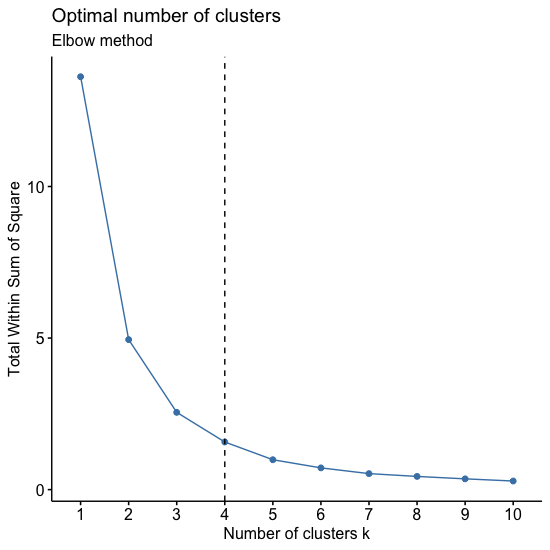 Optimal number of clusters
Elbow method
Total Within Sum of Square
10
5
0
1 2 3 4 5 6 7 8 9 10
Number of clusters k